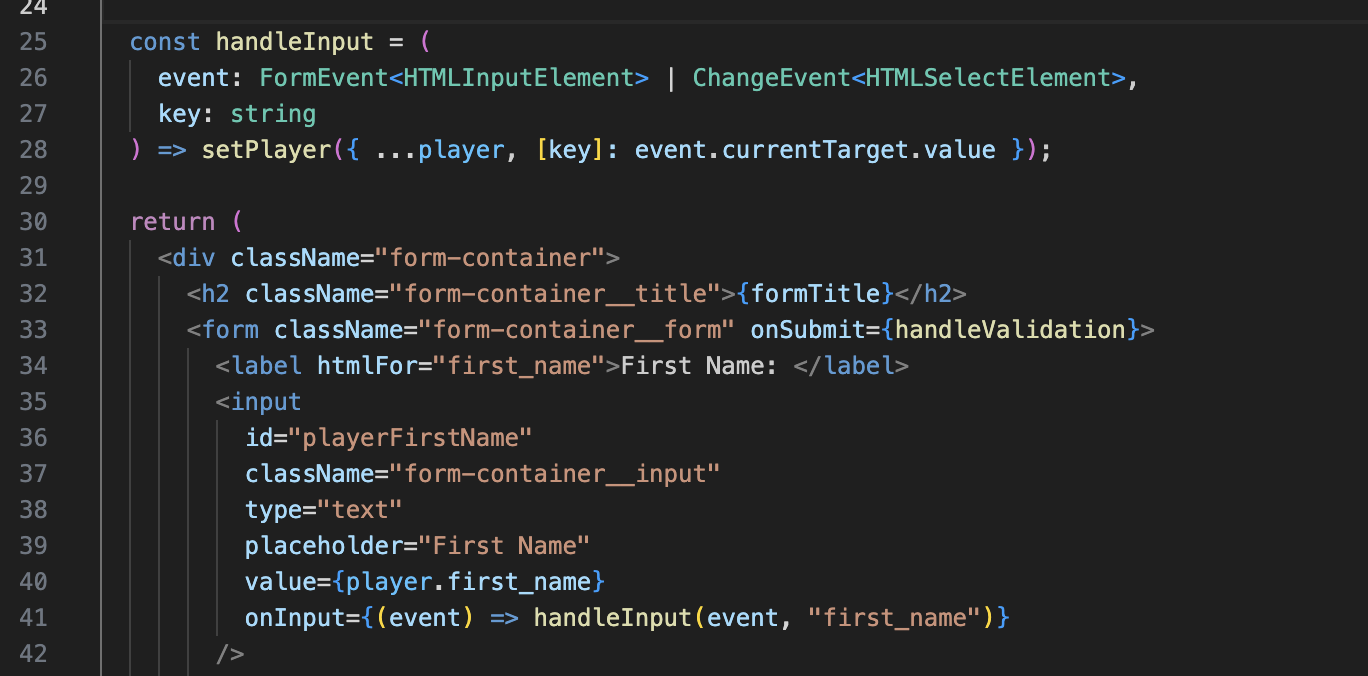 24
25 const handleInput = (
26 event: FormEvent<HTMLInputElement> | ChangeEvent<HTMLSelectElement>,
27 key: string
28 ) => setPlayer({ ...player, [key]: event.currentTarget.value });
29
30 return (
31 <div className="form-container">
32 <h2 className="form-container__title">{formTitle}</h2>
33 <form className="form-container__form" onSubmit={handleValidation}>
34 <label htmlFor="first_name">First Name: </label>
35 <input
36 id="playerFirstName"
37 className="form-container__input"
38 type="text"
39 placeholder="First Name"
40 value={player.first_name}
41 onInput={(event) => handleInput(event, "first_name")}
42 />